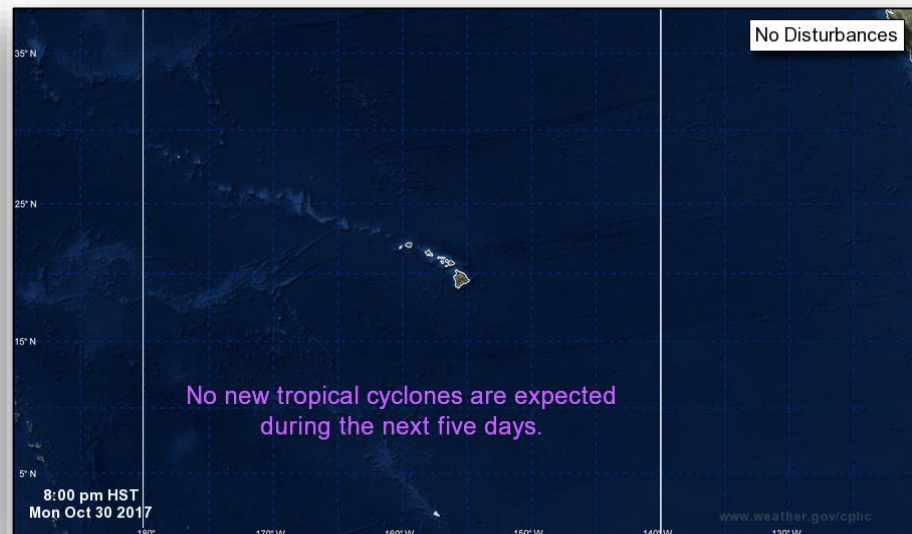 No Disturbances
35° N
25° N
15° N
No new tropical cyclones are expected
during the next five days.
5° N
8:00 pm HST
Mon Oct 30 2017
www.weather.gov/cphc
180°
170° W
160° W
150° W
140° W
130° W